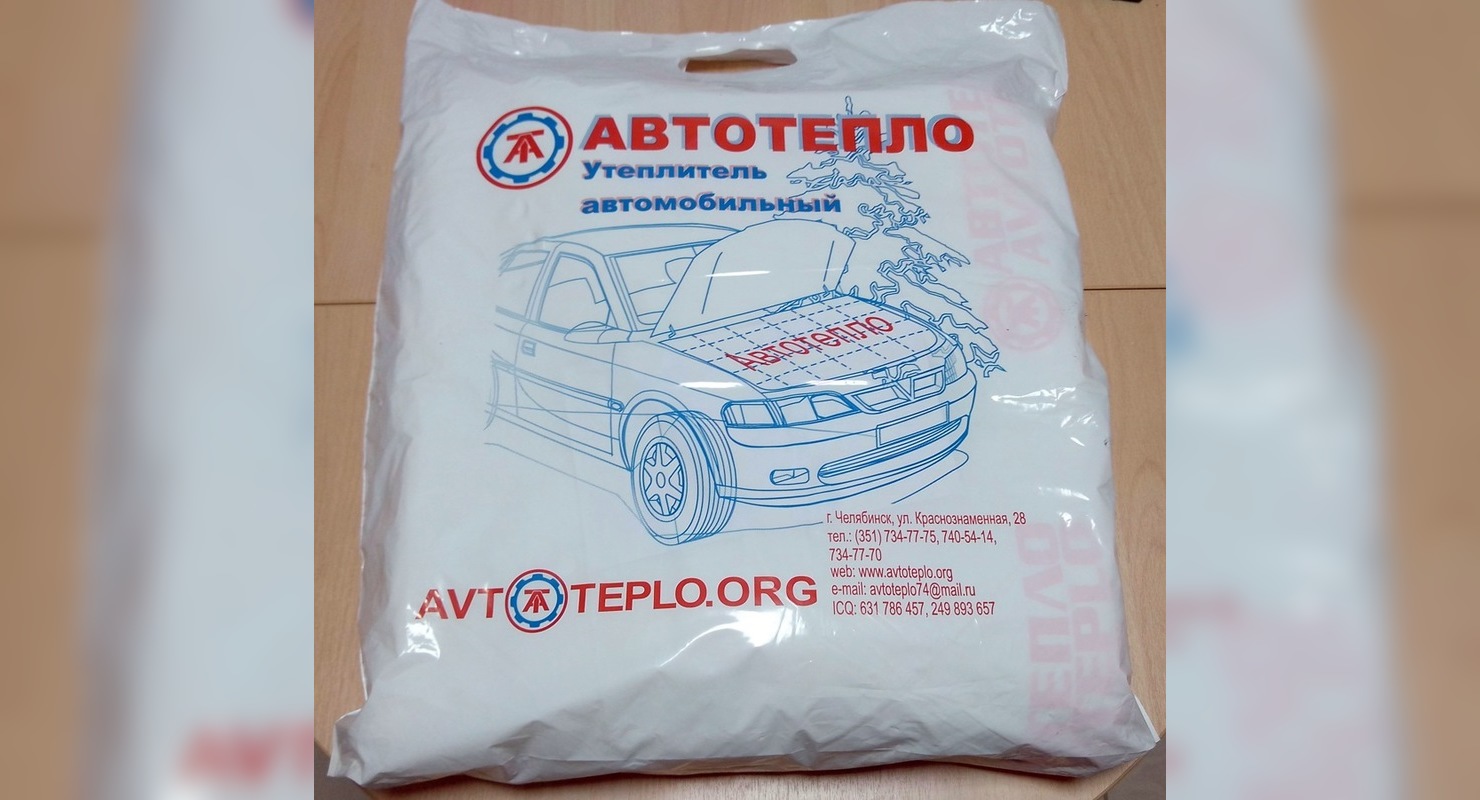 АВТОТЕПЛО
Утеплитель
автомобильный
Автотепло
г. Челябинск, ул. Краснознаменная, 28
тел.: (351) 734-77-75, 740-54-14,
734-77-70
web: www.avtoteplo.org
e-mail: avtoteplo74@mail.ru
ICQ: 631 786 457, 249 893 657
AVTOTEPLO.ORG